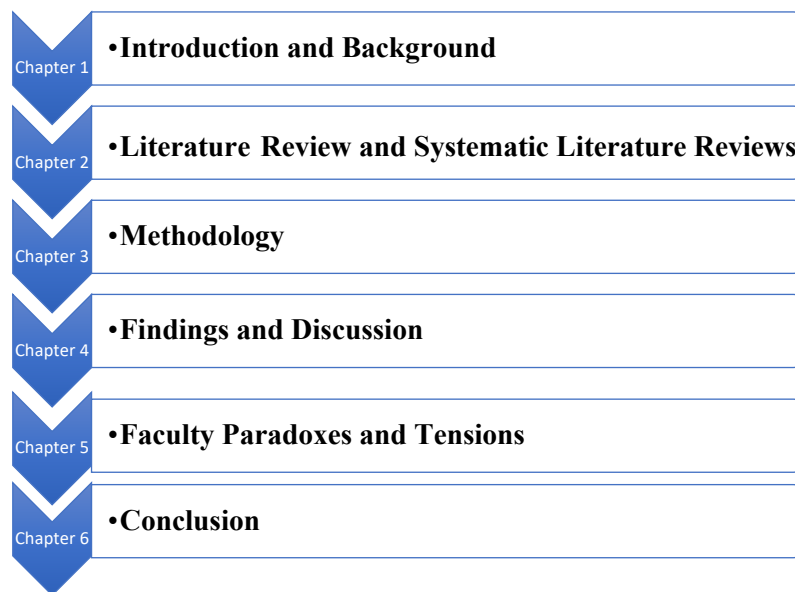 Chapter 1
•Introduction and Background
Chapter 2
•Literature Review and Systematic Literature Reviews
Chapter 3
•Methodology
Chapter 4
•Findings and Discussion
Chapter 5
•Faculty Paradoxes and Tensions
Chapter 6
•Conclusion